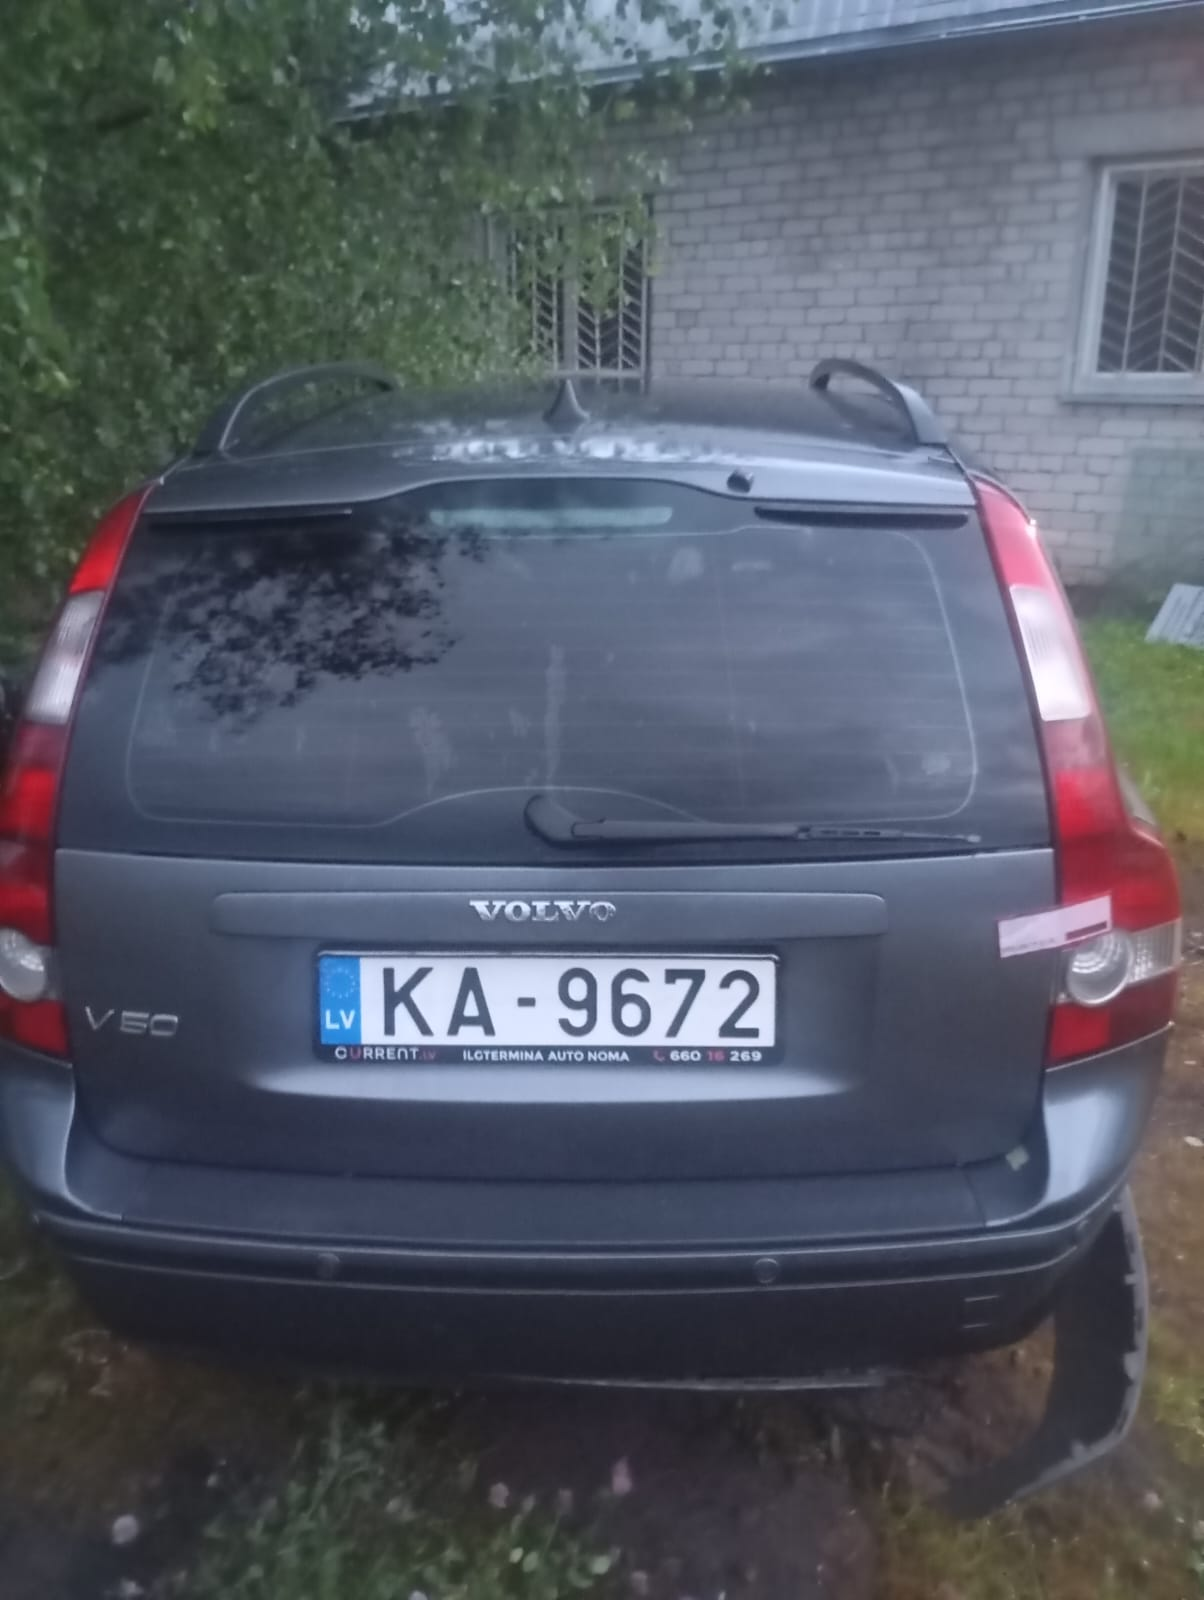 VOLVO
V50
LV KA-9672
CURRENT.LV ILGTERMIŅA AUTO NOMA 660 16 269